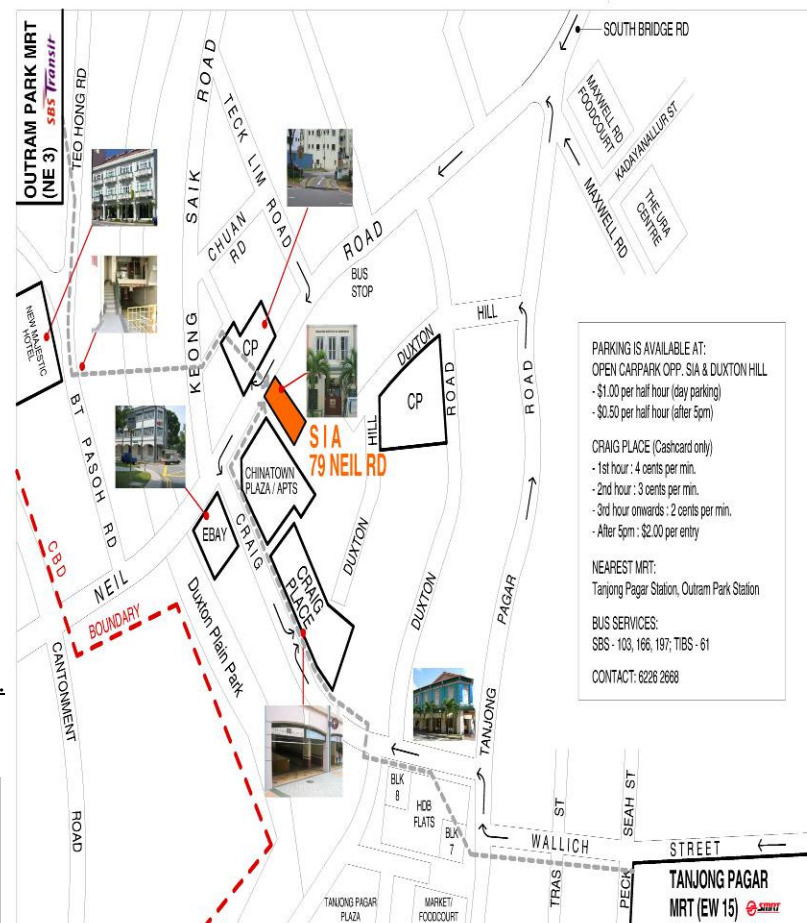 OUTRAM PARK MRT
(NE 3)
SBS Transit
TEO HONG RD
SAIK
ROAD
KEONG
TECK LIM ROAD
CHUAN
RD
ROAD
BUS
STOP
SOUTH BRIDGE RD
MAXWELL RD
FOODCOURT
KADAYANALLUR ST
THE URA
CENTRE
MAXWELL RD
NEW MAJESTIC
HOTEL
CP
HILL
DUXTON
HILL
CP
ROAD
ROAD
S I A
79 NEIL RD
CHINATOWN
PLAZA / APTS
EBAY
CRAIG
CRAIG
PLACE
DUXTON
DUXTON
PAGAR
TANJONG
BT PASOH RD
CBD
BOUNDARY
NEIL
CANTONMENT
ROAD
Duxton Plain Park
PARKING IS AVAILABLE AT:
OPEN CARPARK OPP. SIA & DUXTON HILL
- $1.00 per half hour (day parking)
- $0.50 per half hour (after 5pm)
CRAIG PLACE (Cashcard only)
- 1st hour : 4 cents per min.
- 2nd hour : 3 cents per min.
- 3rd hour onwards : 2 cents per min.
- After 5pm : $2.00 per entry
NEAREST MRT:
Tanjong Pagar Station, Outram Park Station
BUS SERVICES:
SBS - 103, 166, 197; TIBS - 61
CONTACT: 6226 2668
BLK
8
HDB
FLATS
BLK
7
WALLICH
STREET
TRAS ST
PECK SEAH ST
TANJONG PAGAR
PLAZA
MARKET/
FOODCOURT
TANJONG PAGAR
MRT (EW 15)
SMRT